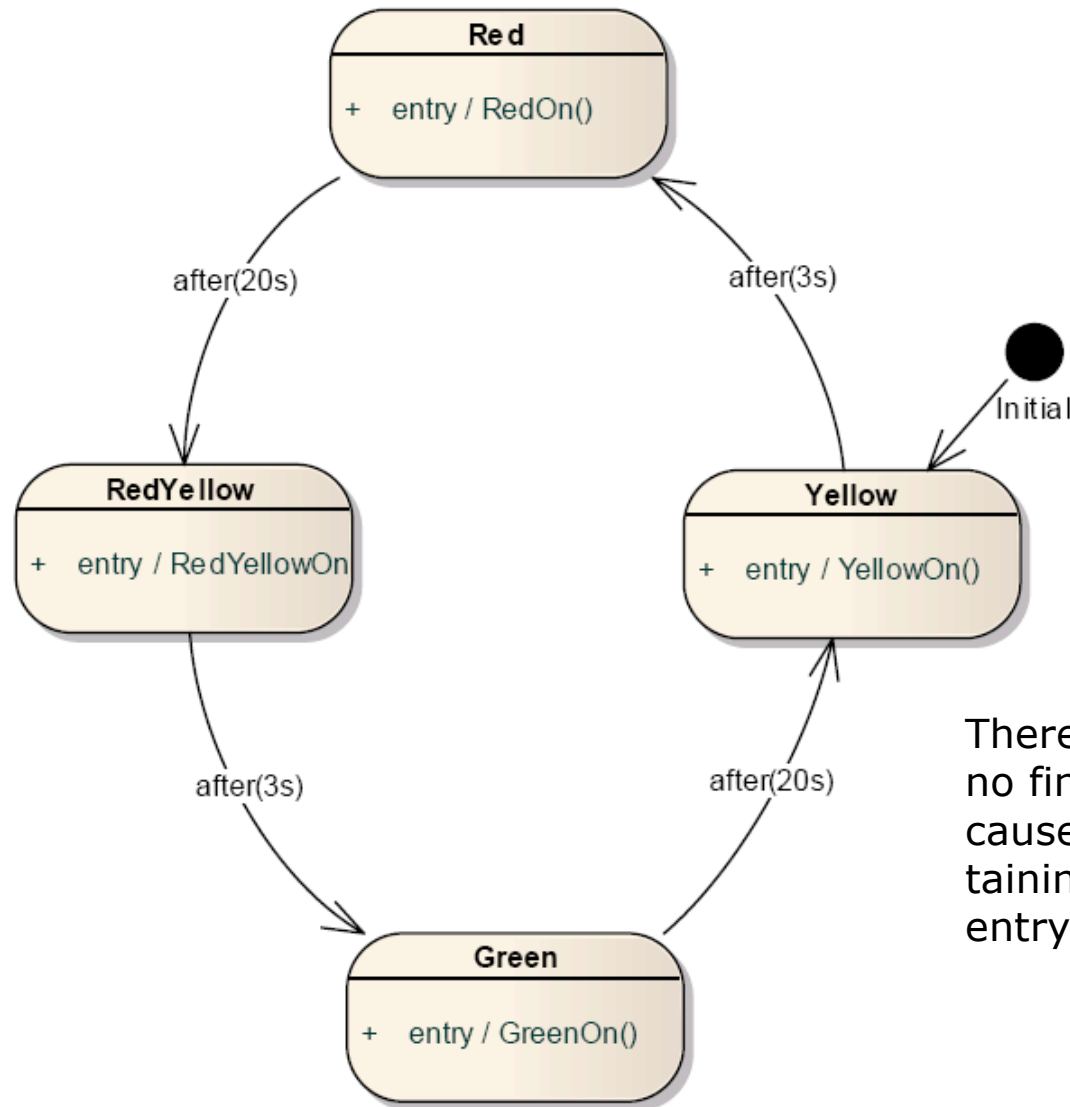 Red
+ entry / RedOn()
after(20s)
after(3s)
Initial
RedYellow
+ entry / RedYellowOn
Yellow
+ entry / YellowOn()
after(3s)
after(20s)
There
no fin
cause
tainin
entry
Green
+ entry / GreenOn()